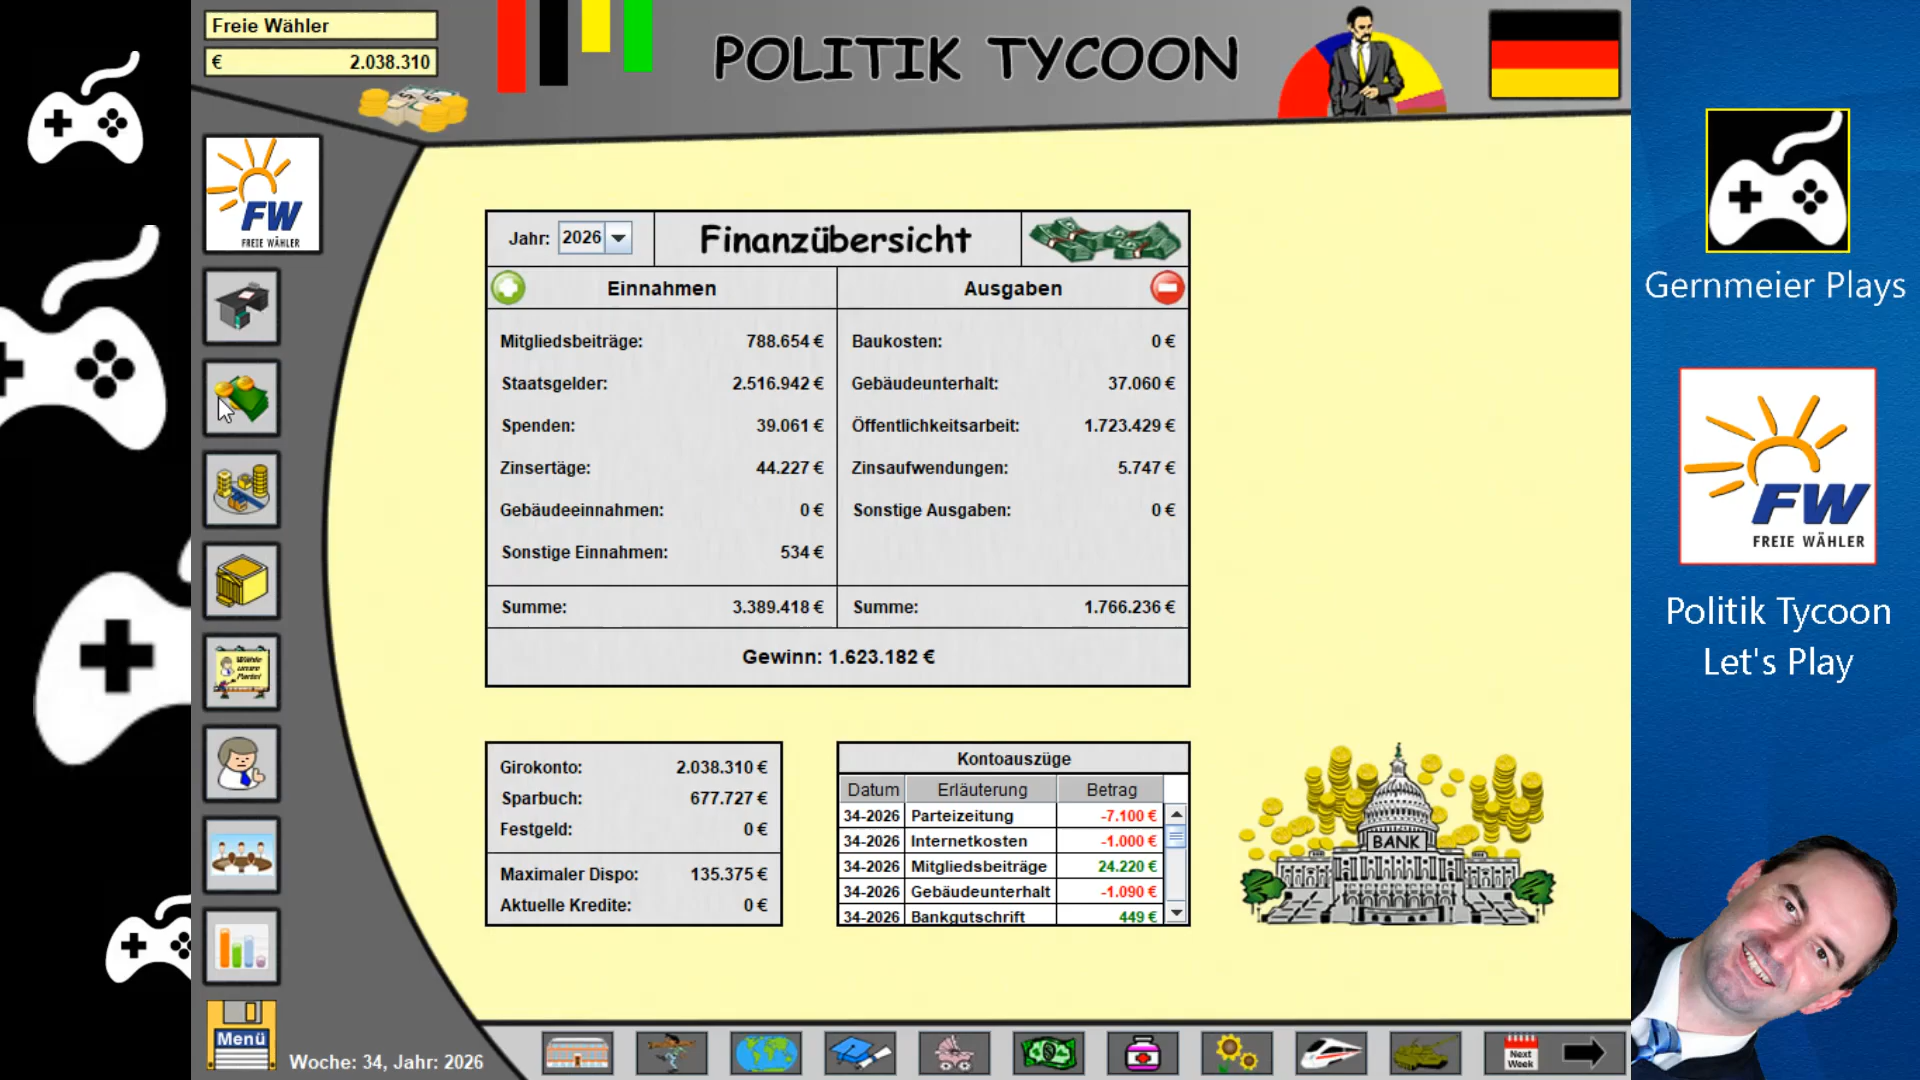 Freie Wähler
€ 2.038.310
POLITIK TYCOON
FW
FREIE WÄHLER
Jahr: 2026
Finanzübersicht
Einnahmen
Ausgaben
Mitgliedsbeiträge: 788.654 €
Baukosten: 0 €
Staatsgelder: 2.516.942 €
Gebäudeunterhalt: 37.060 €
Spenden: 39.061 €
Öffentlichkeitsarbeit: 1.723.429 €
Zinsertäge: 44.227 €
Zinsaufwendungen: 5.747 €
Gebäudeeinnahmen: 0 €
Sonstige Ausgaben: 0 €
Sonstige Einnahmen: 534 €
Summe: 3.389.418 €
Summe: 1.766.236 €
Gewinn: 1.623.182 €
Girokonto: 2.038.310 €
Sparbuch: 677.727 €
Festgeld: 0 €
Maximaler Dispo: 135.375 €
Aktuelle Kredite: 0 €
Kontoauszüge
Datum Erläuterung Betrag
34-2026 Parteizeitung -7.100 €
34-2026 Internetkosten -1.000 €
34-2026 Mitgliedsbeiträge 24.220 €
34-2026 Gebäudeunterhalt -1.090 €
34-2026 Bankgutschrift 449 €
BANK
Wähle
unsere
Partei!
Menü
Woche: 34, Jahr: 2026
Next
Week
Gernmeier Plays
FW
FREIE WÄHLER
Politik Tycoon
Let's Play